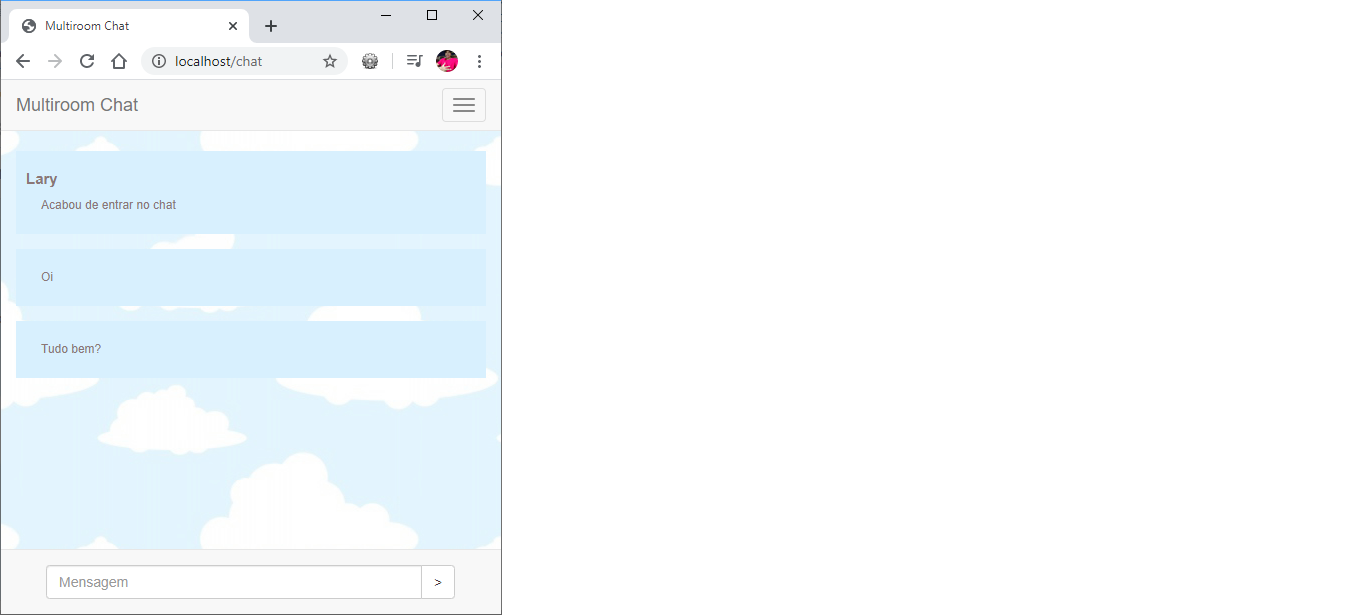 Multiroom Chat
localhost/chat
Multiroom Chat
Lary
Acabou de entrar no chat
Oi
Tudo bem?
Mensagem >